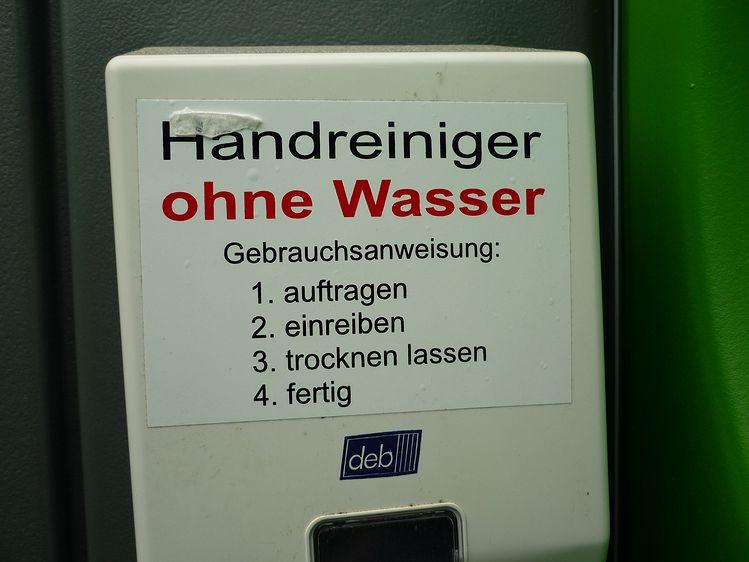 Handreiniger
ohne Wasser
Gebrauchsanweisung:
1. auftragen
2. einreiben
3. trocknen lassen
4. fertig
deb